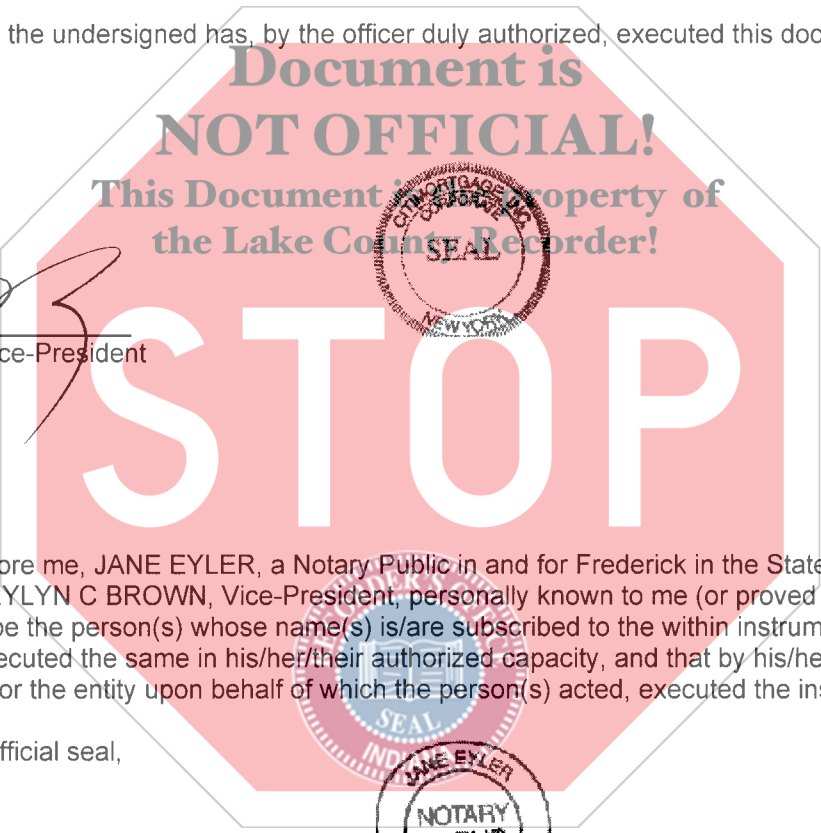 the undersigned has, by the officer duly authorized, executed this doc
Document is
NOT OFFICIAL!
This Document is the property of
the Lake County Recorder!
CITIMORTGAGE, INC.
SEAL
NEW YORK
ce-President
STOP
ore me, JANE EYLER, a Notary Public in and for Frederick in the State
YLYN C BROWN, Vice-President, personally known to me (or proved
be the person(s) whose name(s) is/are subscribed to the within instrum
ecuted the same in his/her/their authorized capacity, and that by his/he
or the entity upon behalf of which the person(s) acted, executed the ins
SEAL
INDIANA
fficial seal,
JANE EYLER
NOTARY